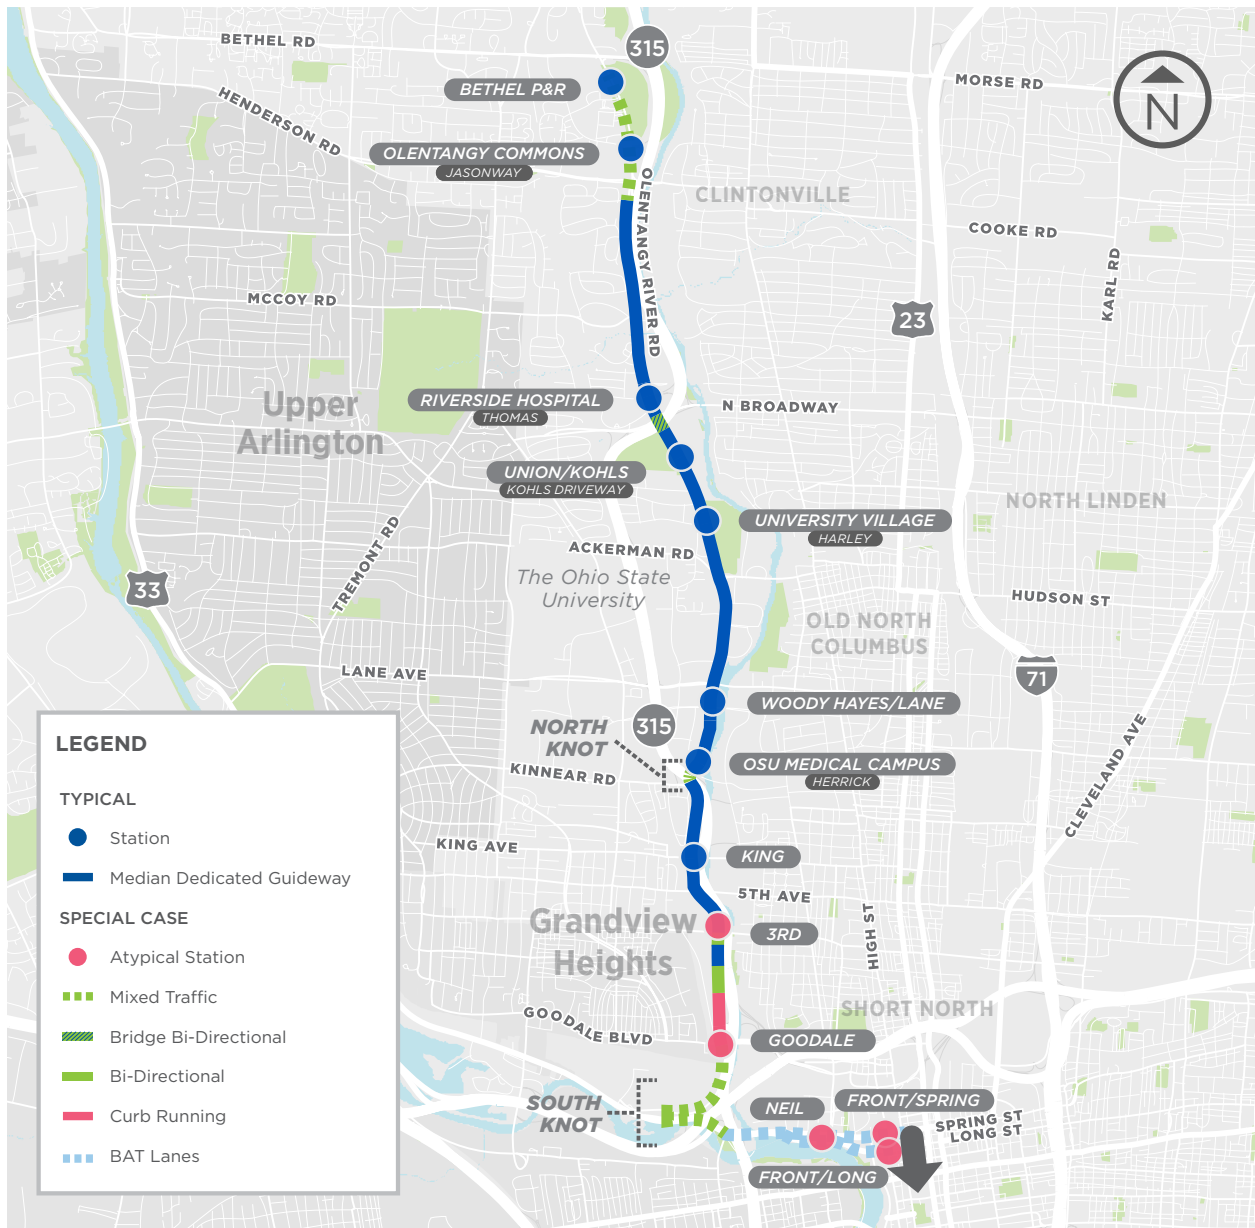 BETHEL RD
315
MORSE RD
N
BETHEL P&R
HENDERSON RD
OLENTANGY COMMONS
JASONWAY
CLINTONVILLE
OLENTANGY RIVER RD
COOKE RD
KARL RD
MCCOY RD
23
Upper
Arlington
RIVERSIDE HOSPITAL
THOMAS
N BROADWAY
UNION/KOHLS
KOHLS DRIVEWAY
NORTH LINDEN
UNIVERSITY VILLAGE
HARLEY
ACKERMAN RD
TREMONT RD
The Ohio State
University
33
HUDSON ST
OLD NORTH
COLUMBUS
LANE AVE
71
WOODY HAYES/LANE
315
NORTH
KNOT
OSU MEDICAL CAMPUS
HERRICK
KINNEAR RD
CLEVELAND AVE
KING AVE
KING
5TH AVE
Grandview
Heights
3RD
HIGH ST
SHORT NORTH
GOODALE BLVD
GOODALE
SOUTH
KNOT
NEIL
FRONT/SPRING
SPRING ST
LONG ST
FRONT/LONG
LEGEND
TYPICAL
Station
Median Dedicated Guideway
SPECIAL CASE
Atypical Station
Mixed Traffic
Bridge Bi-Directional
Bi-Directional
Curb Running
BAT Lanes